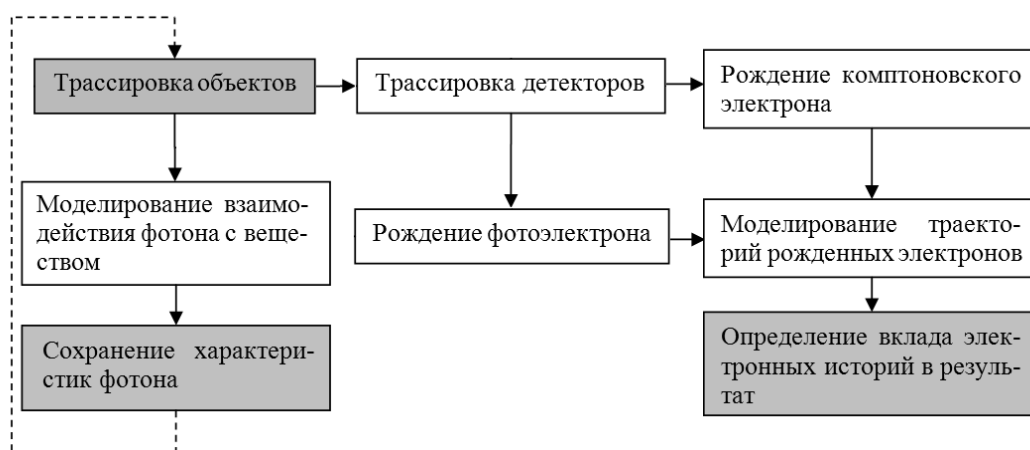 Трассировка объектов
Трассировка детекторов
Рождение комптоновского
электрона
Моделирование взаимо-
действия фотона с веще-
ством
Рождение фотоэлектрона
Моделирование траекто-
рий рожденных электронов
Сохранение характери-
стик фотона
Определение вклада элек-
тронных историй в резуль-
тат